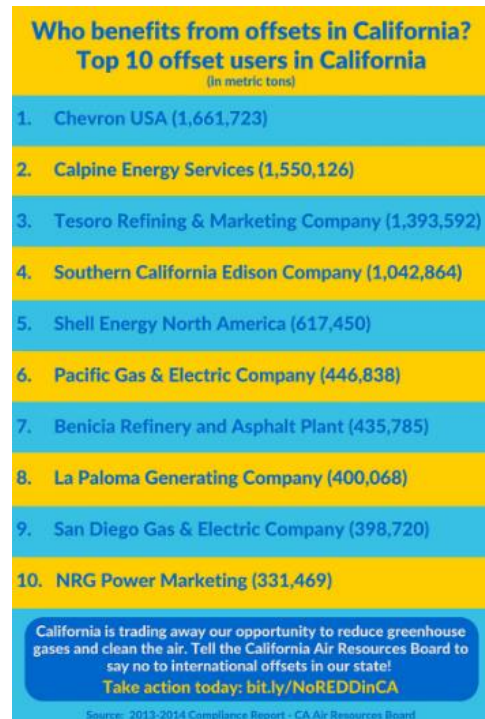 Who benefits from offsets in California?
Top 10 offset users in California
(in metric tons)
1. Chevron USA (1,661,723)
2. Calpine Energy Services (1,550,126)
3. Tesoro Refining & Marketing Company (1,393,592)
4. Southern California Edison Company (1,042,864)
5. Shell Energy North America (617,450)
6. Pacific Gas & Electric Company (446,838)
7. Benicia Refinery and Asphalt Plant (435,785)
8. La Paloma Generating Company (400,068)
9. San Diego Gas & Electric Company (398,720)
10. NRG Power Marketing (331,469)
California is trading away our opportunity to reduce greenhouse
gases and clean the air. Tell the California Air Resources Board to
say no to international offsets in our state!
Take action today: bit.ly/NoREDDinCA
Source: 2013-2014 Compliance Report - CA Air Resources Board